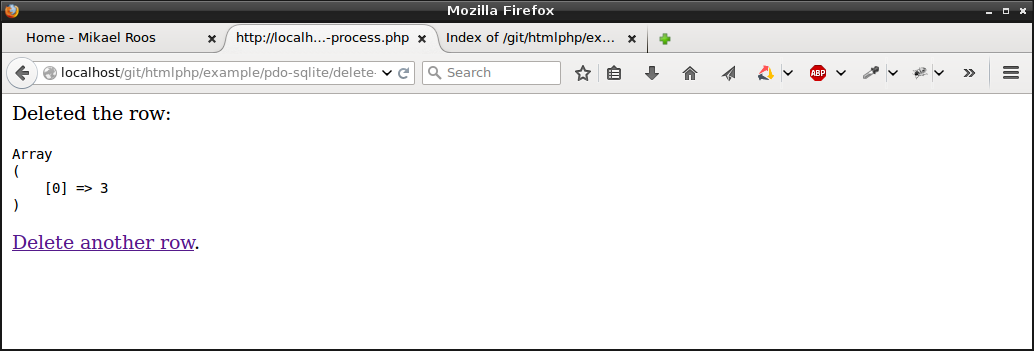 Mozilla Firefox
Home - Mikael Roos
http://localh...-process.php
Index of /git/htmlphp/ex...
localhost/git/htmlphp/example/pdo-sqlite/delete-
Search
ABP
Deleted the row:
Array
(
    [0] => 3
)
Delete another row.